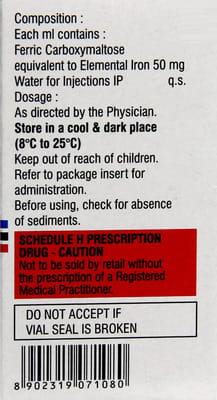 Composition :
Each ml contains :
Ferric Carboxymaltose
equivalent to Elemental Iron 50 mg
Water for Injections IP q.s.
Dosage :
As directed by the Physician.
Store in a cool & dark place
(8°C to 25°C)
Keep out of reach of children.
Refer to package insert for
administration.
Before using, check for absence
of sediments.
SCHEDULE H PRESCRIPTION
DRUG - CAUTION
Not to be sold by retail without
the prescription of a Registered
Medical Practitioner.
DO NOT ACCEPT IF
VIAL SEAL IS BROKEN
8902319071080